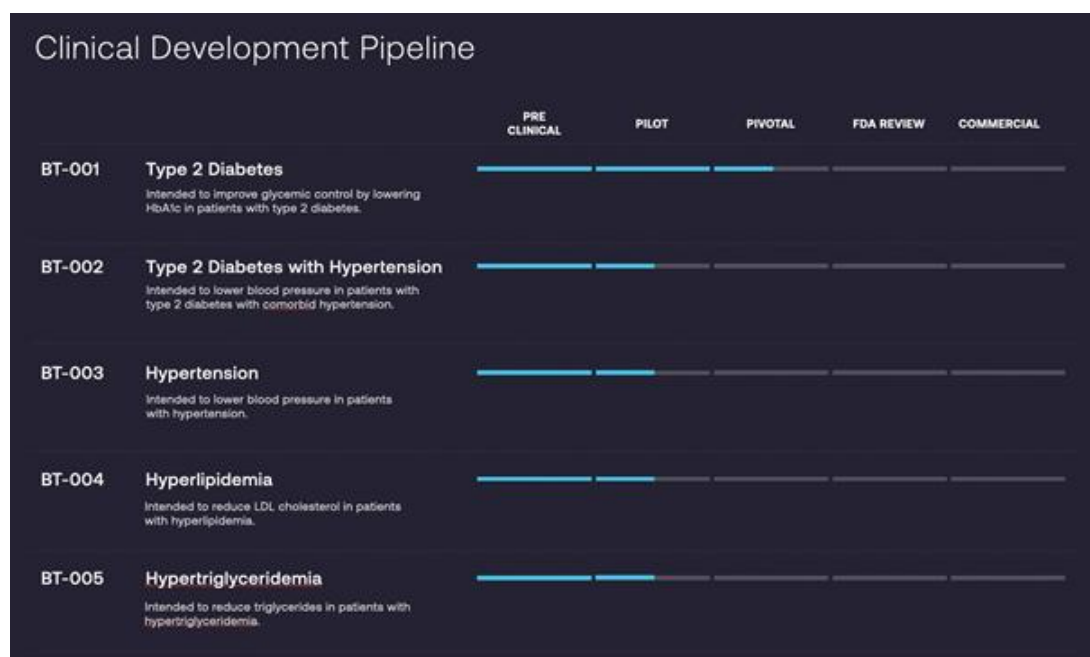 Clinical Development Pipeline
PRE
CLINICAL
PILOT
PIVOTAL
FDA REVIEW
COMMERCIAL
BT-001
Type 2 Diabetes
Intended to improve glycemic control by lowering
HbA1c in patients with type 2 diabetes.
BT-002
Type 2 Diabetes with Hypertension
Intended to lower blood pressure in patients with
type 2 diabetes with comorbid hypertension.
BT-003
Hypertension
Intended to lower blood pressure in patients
with hypertension.
BT-004
Hyperlipidemia
Intended to reduce LDL cholesterol in patients
with hyperlipidemia.
BT-005
Hypertriglyceridemia
Intended to reduce triglycerides in patients with
hypertriglyceridemia.